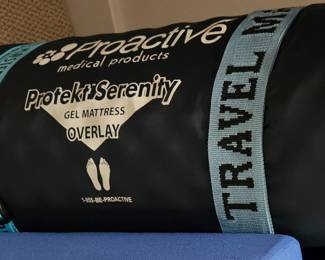 Proactive
medical products
Protekt Serenity
GEL MATTRESS
OVERLAY
1-855-BE-PROACTIVE
TRAVEL M